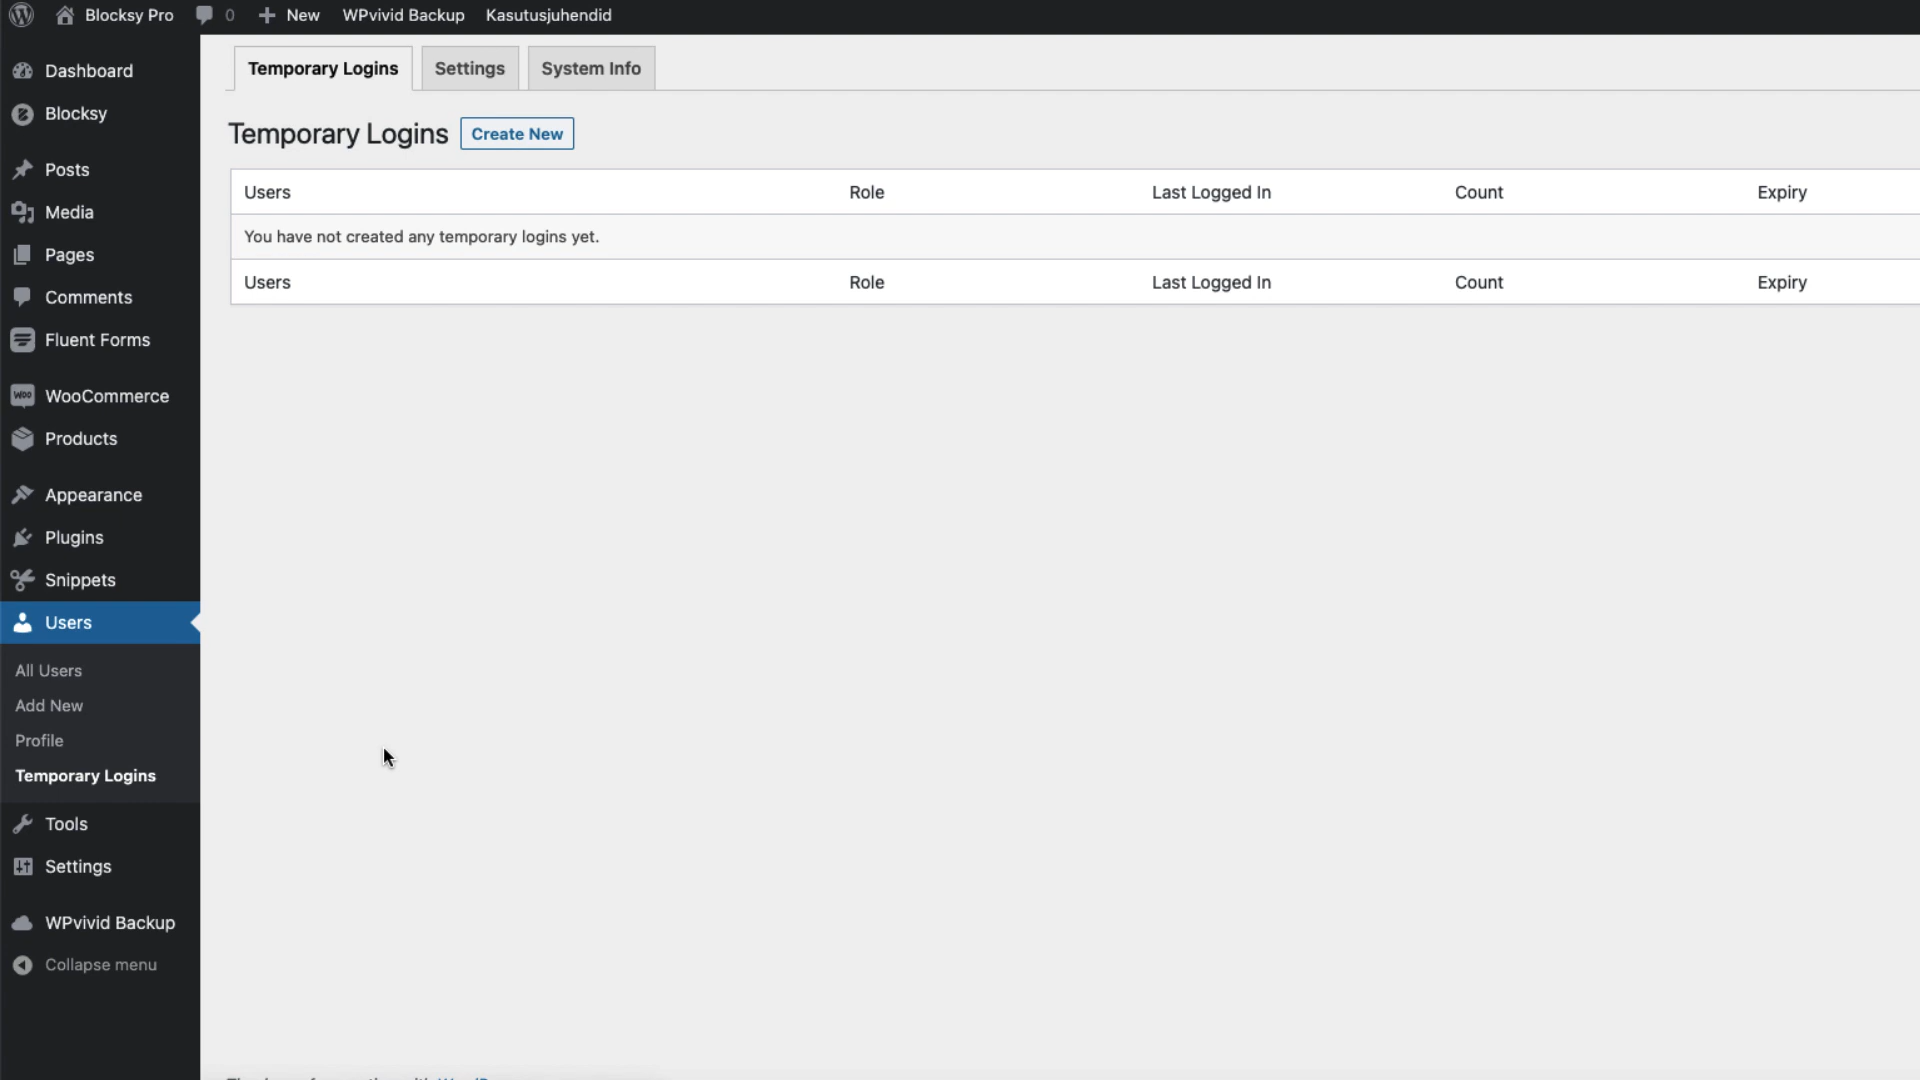 Blocksy Pro 0 New WPvivid Backup Kasutusjuhendid
Dashboard
Blocksy
Posts
Media
Pages
Comments
Fluent Forms
WooCommerce
Products
Appearance
Plugins
Snippets
Users
All Users
Add New
Profile
Temporary Logins
Tools
Settings
WPvivid Backup
Collapse menu
Temporary Logins Settings System Info
Temporary Logins Create New
Users Role Last Logged In Count Expiry
You have not created any temporary logins yet.
Users Role Last Logged In Count Expiry